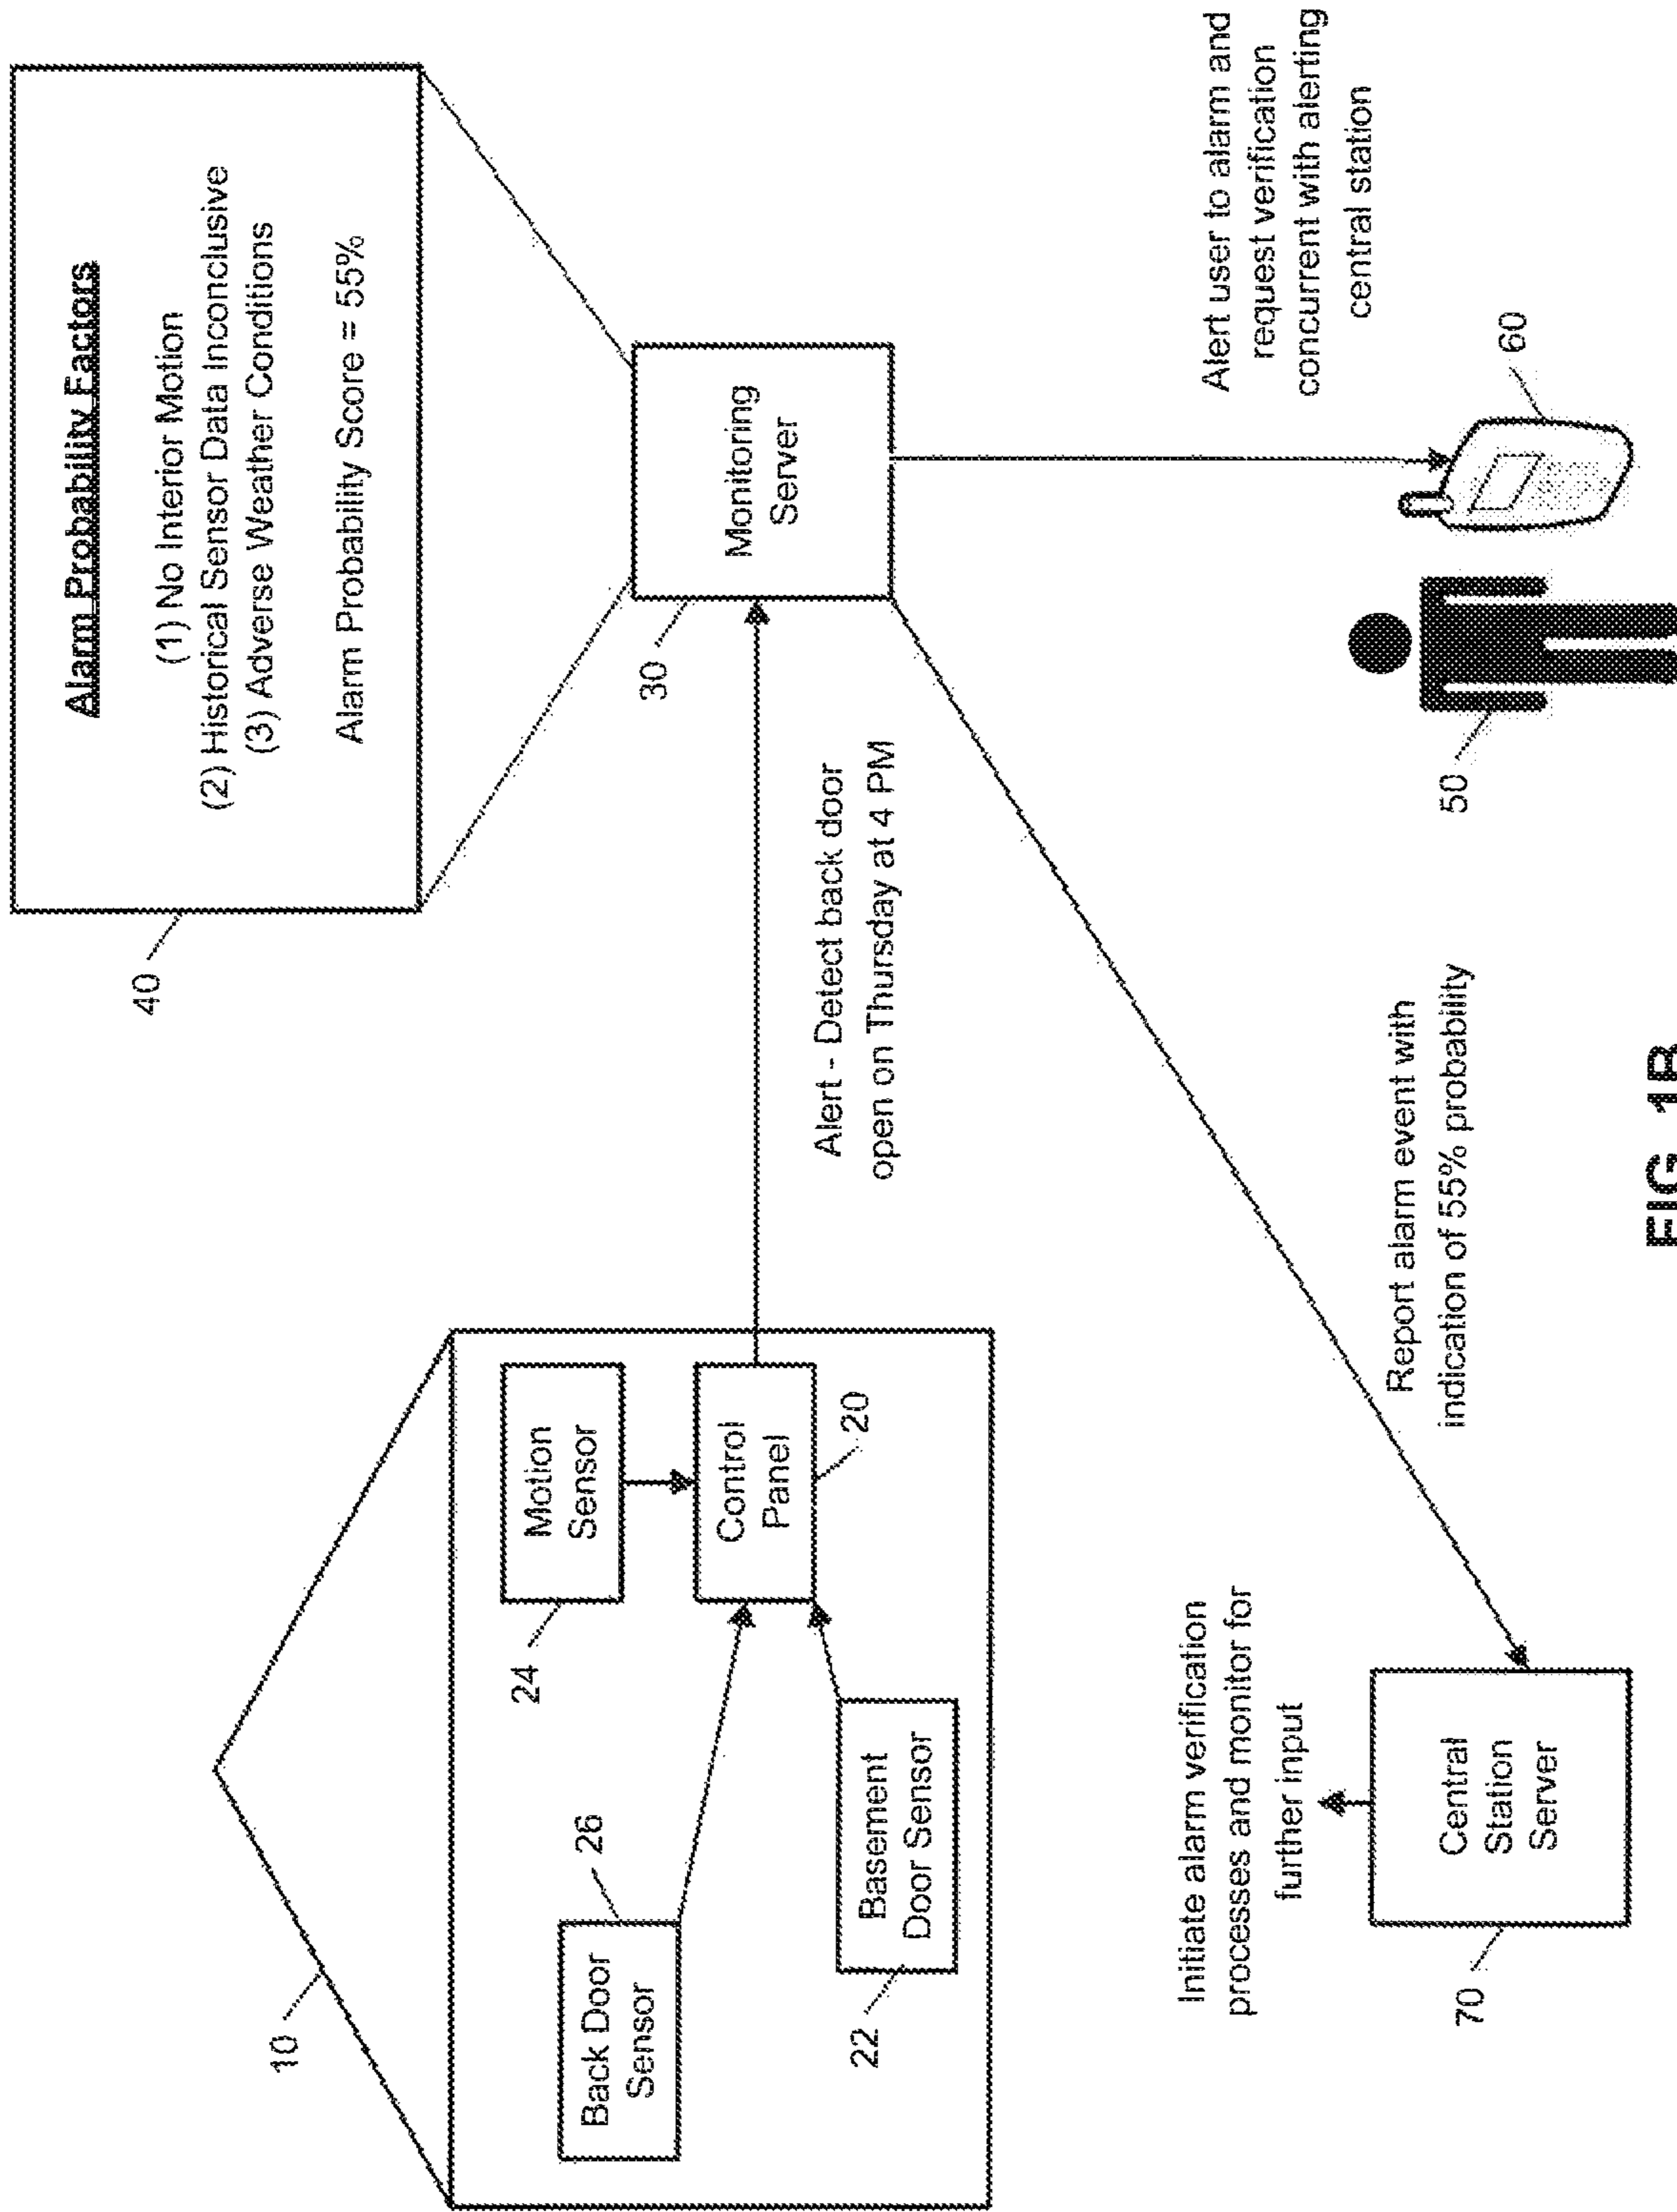 10
Back Door
Sensor
26
Motion
Sensor
24
Control
Panel
20
Basement
Door Sensor
22
Alert - Detect back door
open on Thursday at 4 PM
40
Alarm Probability Factors
(1) No Interior Motion
(2) Historical Sensor Data Inconclusive
(3) Adverse Weather Conditions
Alarm Probability Score = 55%
Monitoring
Server
30
Initiate alarm verification
processes and monitor for
further input
Central
Station
Server
70
Report alarm event with
indication of 55% probability
50
60
Alert user to alarm and
request verification
concurrent with alerting
central station
FIG. 1B